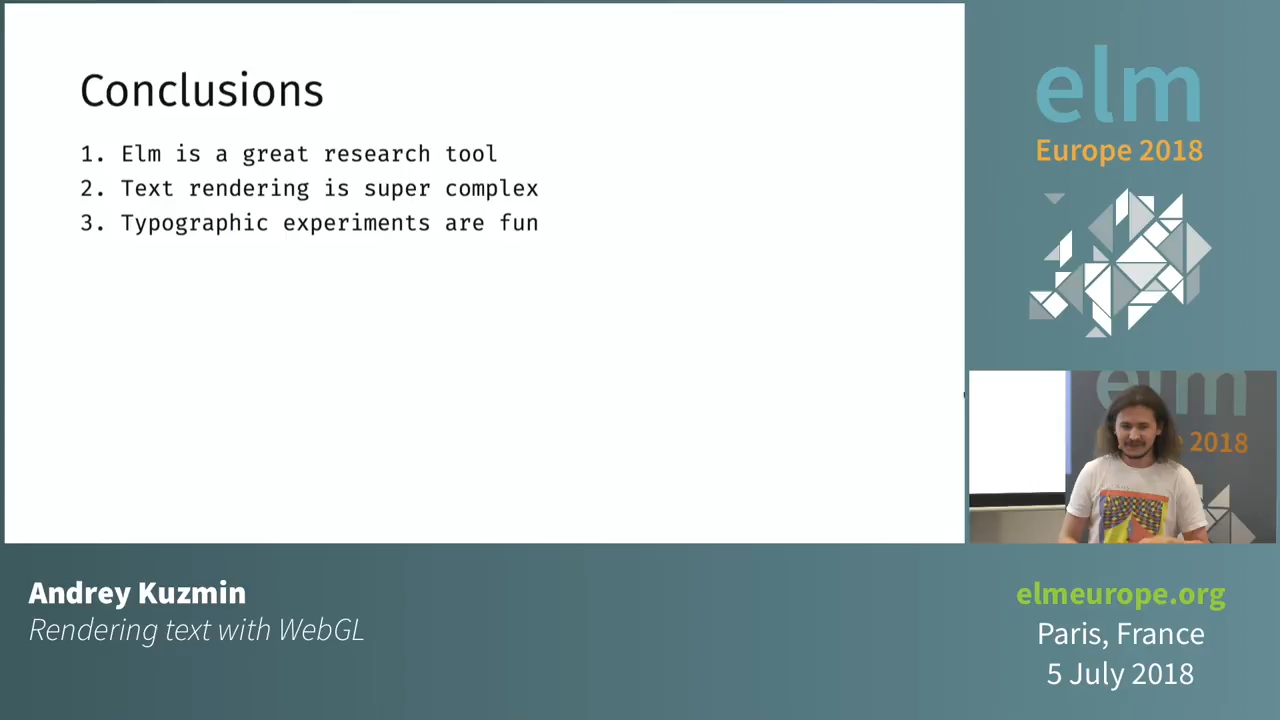 Conclusions
1. Elm is a great research tool
2. Text rendering is super complex
3. Typographic experiments are fun
elm
Europe 2018
elm
2018
Andrey Kuzmin
Rendering text with WebGL
elmeurope.org
Paris, France
5 July 2018